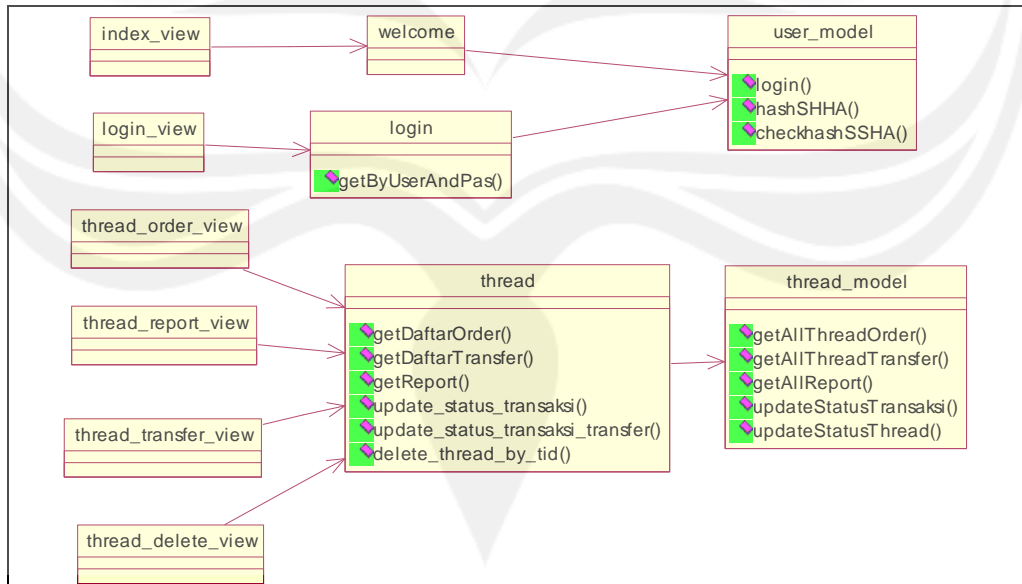 index_view
welcome
user_model
login()
hashSHHA()
checkhashSSHA()
login_view
login
getByUserAndPas()
thread_order_view
thread_report_view
thread_transfer_view
thread_delete_view
thread
getDaftarOrder()
getDaftarTransfer()
getReport()
update_status_transaksi()
update_status_transaksi_transfer()
delete_thread_by_tid()
thread_model
getAllThreadOrder()
getAllThreadTransfer()
getAllReport()
updateStatusTransaksi()
updateStatusThread()